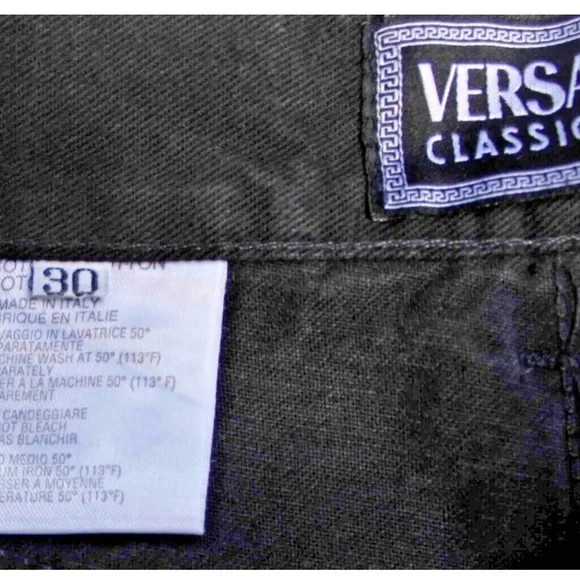 VERSA
CLASSIC
30
MADE IN ITALY
RIQUE EN ITALIE
VAGGIO IN LAVATRICE 50°
PARATAMENTE
CHINE WASH AT 50° (113°F)
PARATELY
ER A LA MACHINE 50° (113° F)
AREMENT
CANDEGGIARE
OT BLEACH
AS BLANCHIR
O MEDIO 50°
UM IRON 50° (113°F)
SSER A MOYENNE
ERATURE 50° (113°F)